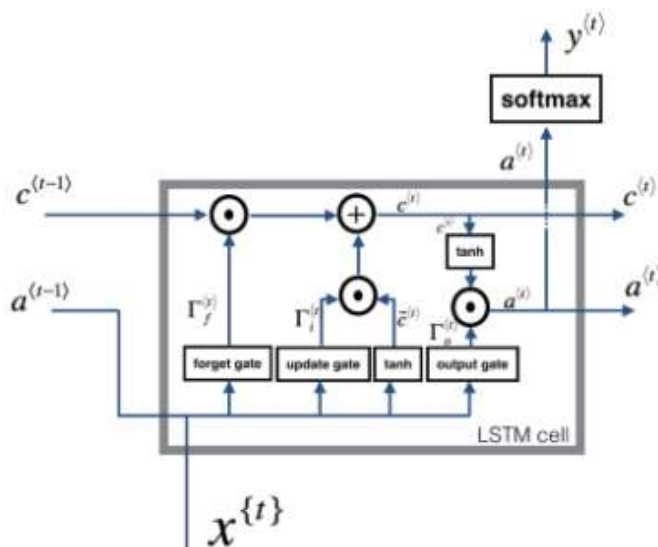 y⟨t⟩
softmax
a⟨t⟩
c⟨t−1⟩
c⟨t⟩
c⟨t⟩
c⟨t⟩
tanh
a⟨t−1⟩
a⟨t⟩
a⟨t⟩
Γf⟨t⟩
Γi⟨t⟩
c̃⟨t⟩
Γo⟨t⟩
forget gate
update gate
tanh
output gate
LSTM cell
x{t}